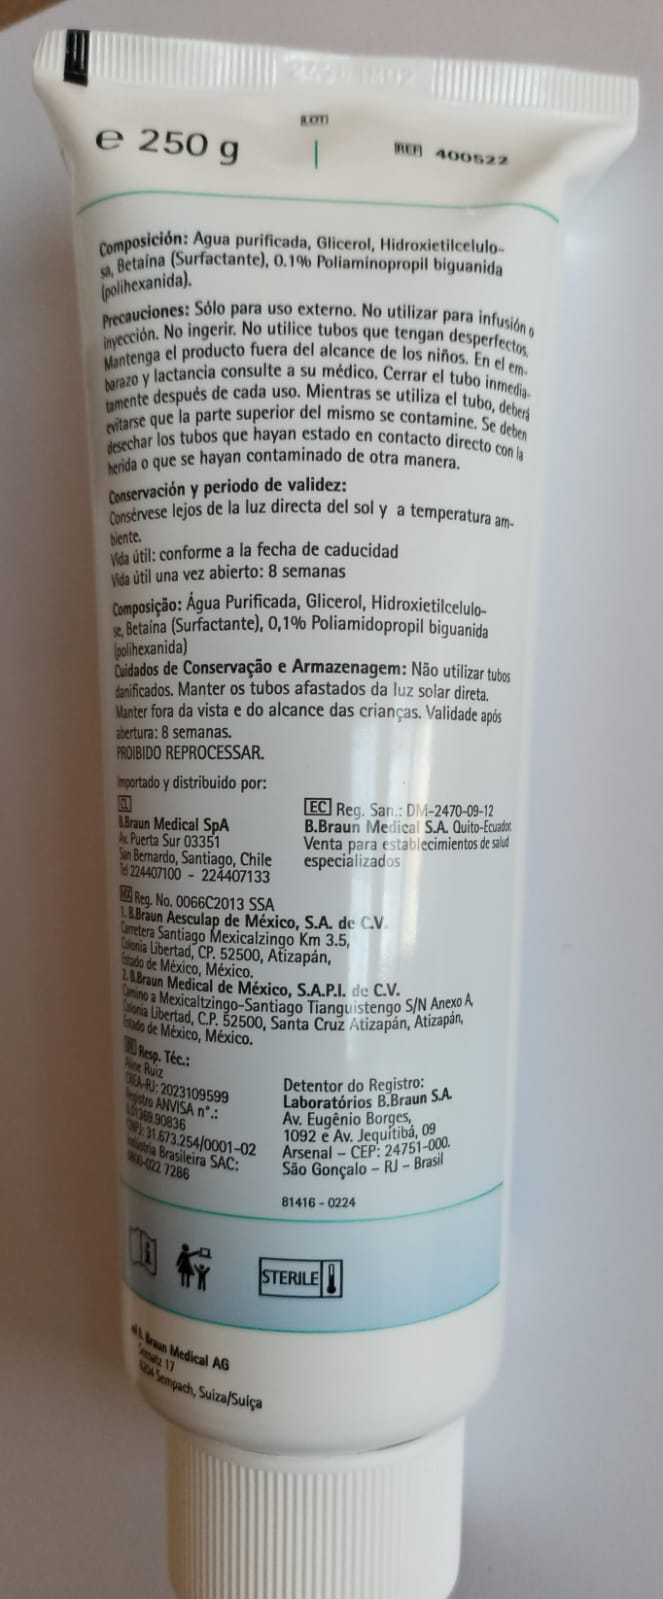 e 250 g
LOT
REF 400522
Composición: Agua purificada, Glicerol, Hidroxietilcelulo-
sa, Betaína (Surfactante), 0.1% Poliaminopropil biguanida
(polihexanida).
Precauciones: Sólo para uso externo. No utilizar para infusión o
inyección. No ingerir. No utilice tubos que tengan desperfectos.
Mantenga el producto fuera del alcance de los niños. En el em-
barazo y lactancia consulte a su médico. Cerrar el tubo inmedia-
tamente después de cada uso. Mientras se utiliza el tubo, deberá
evitarse que la parte superior del mismo se contamine. Se deben
desechar los tubos que hayan estado en contacto directo con la
herida o que se hayan contaminado de otra manera.
Conservación y periodo de validez:
Consérvese lejos de la luz directa del sol y a temperatura am-
biente.
Vida útil: conforme a la fecha de caducidad
Vida útil una vez abierto: 8 semanas
Composição: Água Purificada, Glicerol, Hidroxietilcelulo-
se, Betaína (Surfactante), 0,1% Poliamidopropil biguanida
(polihexanida)
Cuidados de Conservação e Armazenagem: Não utilizar tubos
danificados. Manter os tubos afastados da luz solar direta.
Manter fora da vista e do alcance das crianças. Validade após
abertura: 8 semanas.
PROIBIDO REPROCESSAR.
Importado y distribuido por:
CL
B.Braun Medical SpA
Av. Puerta Sur 03351
San Bernardo, Santiago, Chile
Tel 224407100 - 224407133
EC Reg. San.: DM-2470-09-12
B.Braun Medical S.A. Quito-Ecuador.
Venta para establecimientos de salud
especializados
MX Reg. No. 0066C2013 SSA
1. B.Braun Aesculap de México, S.A. de C.V.
Carretera Santiago Mexicalzingo Km 3.5,
Colonia Libertad, CP. 52500, Atizapán,
Estado de México, México.
2. B.Braun Medical de México, S.A.P.I. de C.V.
Camino a Mexicaltzingo-Santiago Tianguistengo S/N Anexo A,
Colonia Libertad, C.P. 52500, Santa Cruz Atizapán, Atizapán,
Estado de México, México.
Resp. Téc.:
Aline Ruiz
CREA-RJ: 2023109599
Registro ANVISA n°.:
CNPJ: 31.673.254/0001-02
Indústria Brasileira SAC:
0800-022 7286
Detentor do Registro:
Laboratórios B.Braun S.A.
Av. Eugênio Borges,
1092 e Av. Jequitibá, 09
Arsenal – CEP: 24751-000.
São Gonçalo – RJ – Brasil
81416 - 0224
STERILE
B. Braun Medical AG
Seesatz 17
6204 Sempach, Suiza/Suíça